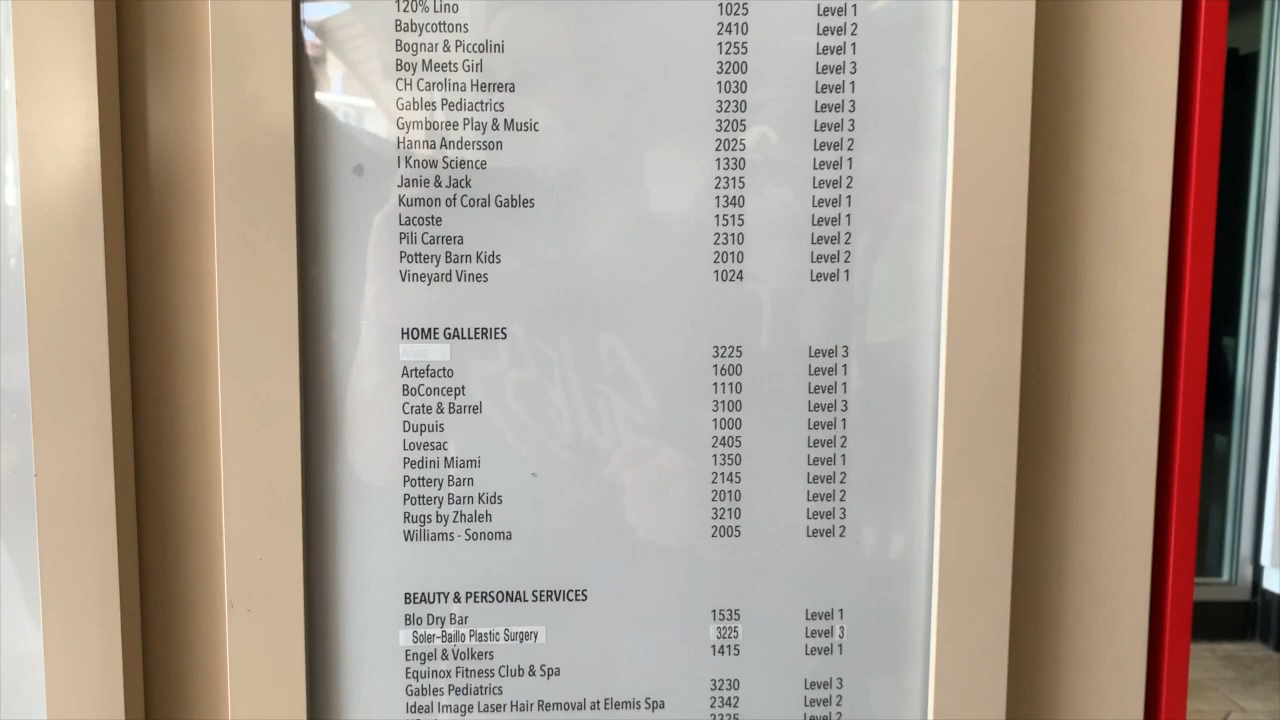 120% Lino 1025 Level 1
Babycottons 2410 Level 2
Bognar & Piccolini 1255 Level 1
Boy Meets Girl 3200 Level 3
CH Carolina Herrera 1030 Level 1
Gables Pediactrics 3230 Level 3
Gymboree Play & Music 3205 Level 3
Hanna Andersson 2025 Level 2
I Know Science 1330 Level 1
Janie & Jack 2315 Level 2
Kumon of Coral Gables 1340 Level 1
Lacoste 1515 Level 1
Pili Carrera 2310 Level 2
Pottery Barn Kids 2010 Level 2
Vineyard Vines 1024 Level 1
HOME GALLERIES
3225 Level 3
Artefacto 1600 Level 1
BoConcept 1110 Level 1
Crate & Barrel 3100 Level 3
Dupuis 1000 Level 1
Lovesac 2405 Level 2
Pedini Miami 1350 Level 1
Pottery Barn 2145 Level 2
Pottery Barn Kids 2010 Level 2
Rugs by Zhaleh 3210 Level 3
Williams - Sonoma 2005 Level 2
BEAUTY & PERSONAL SERVICES
Blo Dry Bar 1535 Level 1
Soler-Baillo Plastic Surgery 3225 Level 3
Engel & Volkers 1415 Level 1
Equinox Fitness Club & Spa
Gables Pediatrics 3230 Level 3
Ideal Image Laser Hair Removal at Elemis Spa 2342 Level 2